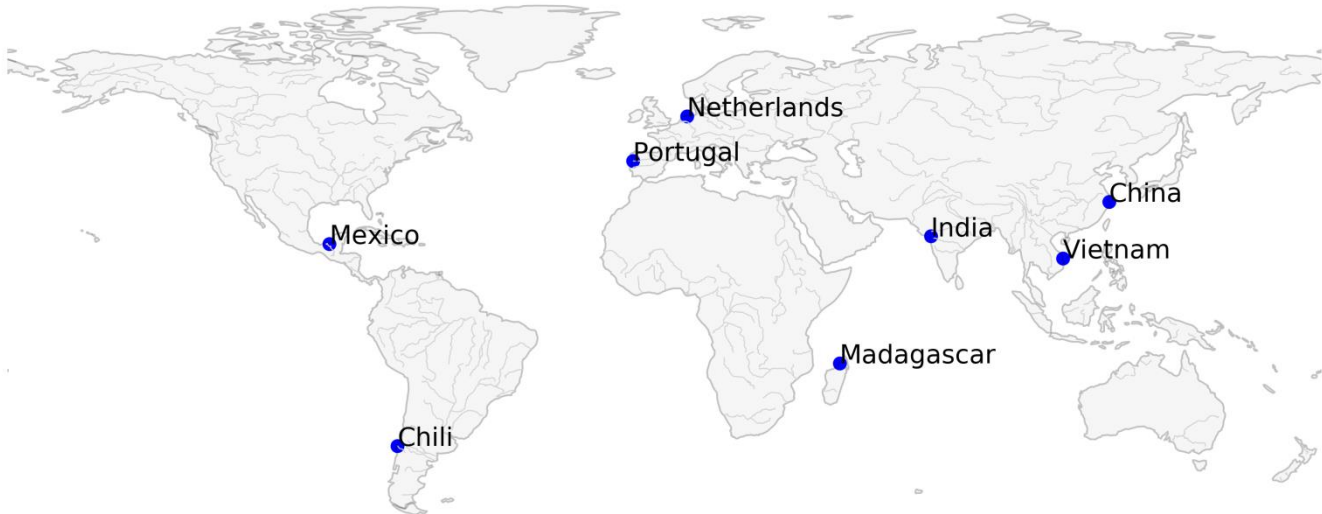 Netherlands
Portugal
China
Mexico
India
Vietnam
Madagascar
Chili